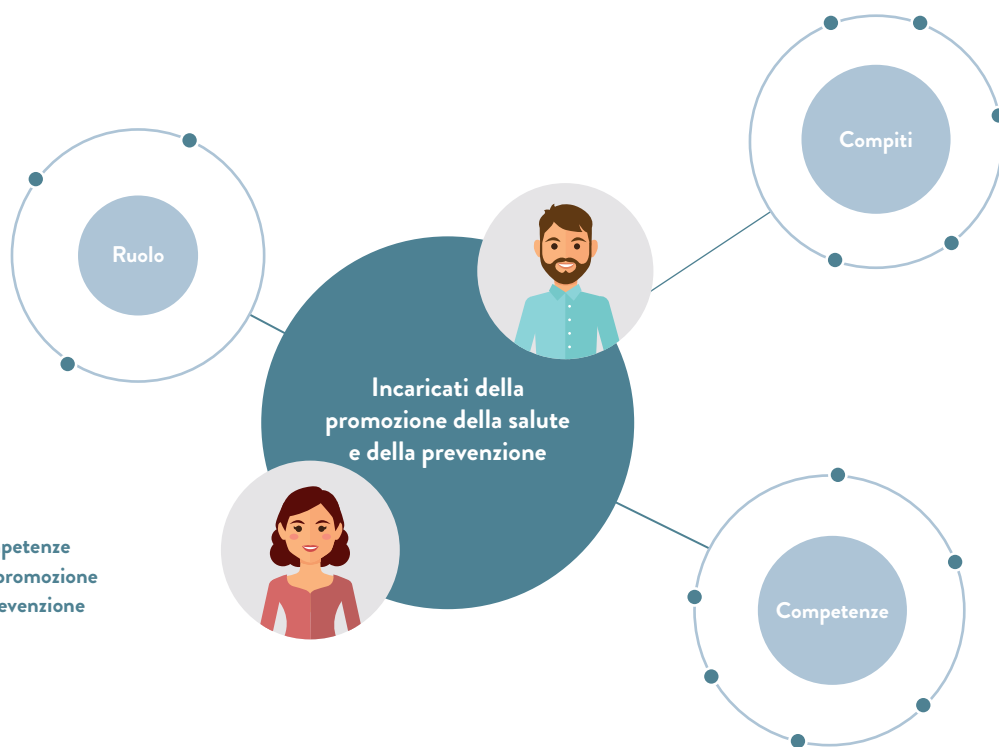 Compiti
Ruolo
Incaricati della
promozione della salute
e della prevenzione
petenze
promozione
evenzione
Competenze